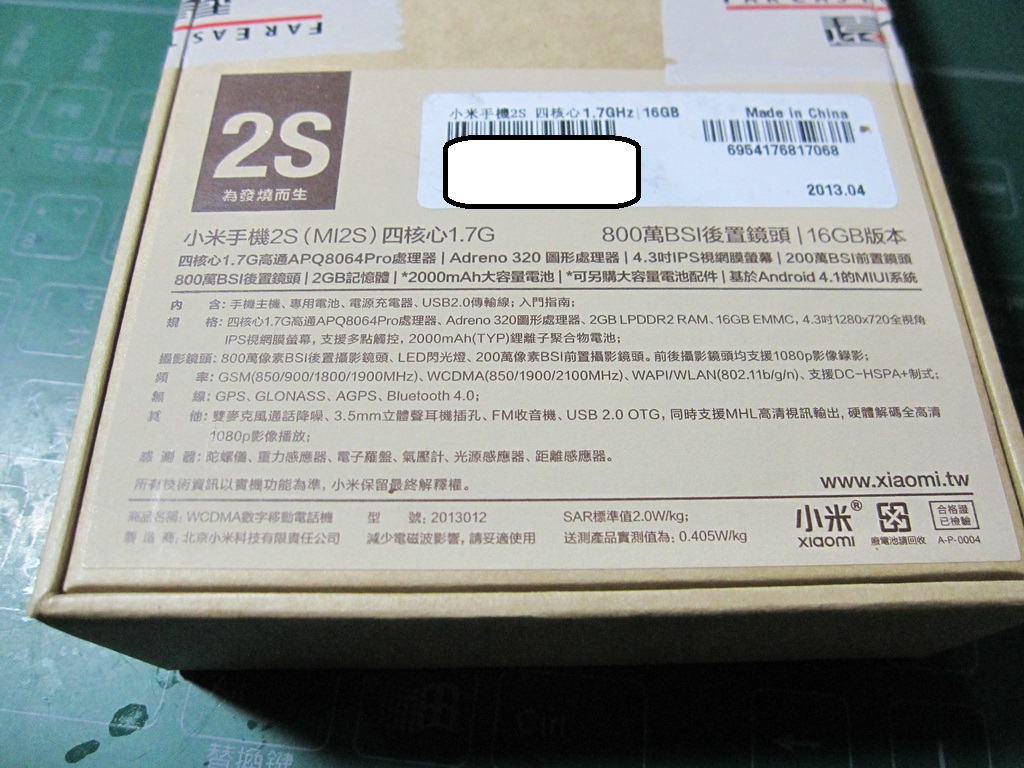 FAREAST
2S
為發燒而生
小米手機2S 四核心1.7GHz|16GB
Made in China
6954176817068
2013.04
小米手機2S(MI2S)四核心1.7G
800萬BSI後置鏡頭|16GB版本
四核心1.7G高通APQ8064Pro處理器|Adreno 320 圖形處理器|4.3吋IPS視網膜螢幕|200萬BSI前置鏡頭
800萬BSI後置鏡頭|2GB記憶體|*2000mAh大容量電池|*可另購大容量電池配件|基於Android 4.1的MIUI系統
內 含:手機主機、專用電池、電源充電器、USB2.0傳輸線;入門指南;
規 格:四核心1.7G高通APQ8064Pro處理器、Adreno 320圖形處理器、2GB LPDDR2 RAM、16GB EMMC,4.3吋1280x720全視角
IPS視網膜螢幕,支援多點觸控,2000mAh(TYP)鋰離子聚合物電池;
攝影鏡頭:800萬像素BSI後置攝影鏡頭、LED閃光燈、200萬像素BSI前置攝影鏡頭。前後攝影鏡頭均支援1080p影像錄影;
頻 率:GSM(850/900/1800/1900MHz)、WCDMA(850/1900/2100MHz)、WAPI/WLAN(802.11b/g/n)、支援DC-HSPA+制式;
無 線:GPS、GLONASS、AGPS、Bluetooth 4.0;
其 他:雙麥克風通話降噪、3.5mm立體聲耳機插孔、FM收音機、USB 2.0 OTG,同時支援MHL高清視訊輸出,硬體解碼全高清
1080p影像播放;
感 測 器:陀螺儀、重力感應器、電子羅盤、氣壓計、光源感應器、距離感應器。
所有技術資訊以實機功能為準,小米保留最終解釋權。
www.xiaomi.tw
商品名稱:WCDMA數字移動電話機 型 號:2013012 SAR標準值2.0W/kg;
製 造 商:北京小米科技有限責任公司 減少電磁波影響,請妥適使用 送測產品實測值為:0.405W/kg
小米®
xiaomi
廢電池請回收
合格證
已檢驗
A-P-0004
替換鍵